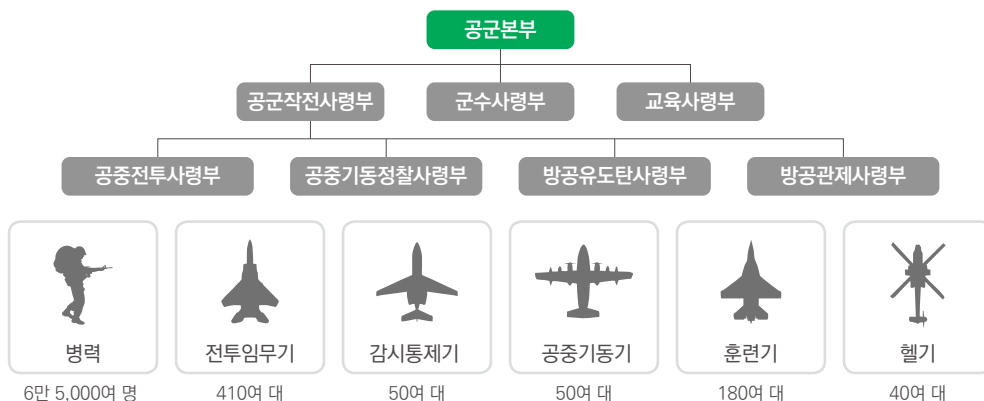 공군본부
공군작전사령부 군수사령부 교육사령부
공중전투사령부 공중기동정찰사령부 방공유도탄사령부 방공관제사령부
병력 전투임무기 감시통제기 공중기동기 훈련기 헬기
6만 5,000여 명 410여 대 50여 대 50여 대 180여 대 40여 대